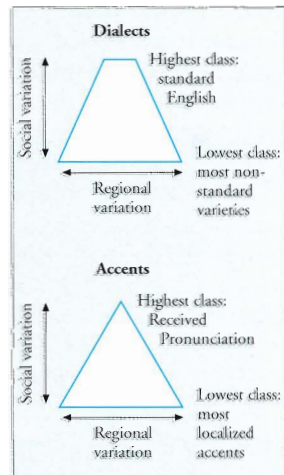 Dialects
Social variation
Highest class:
standard
English
Lowest class:
most non-
standard
varieties
Regional
variation
Accents
Social variation
Highest class:
Received
Pronunciation
Lowest class:
most
localized
accents
Regional
variation